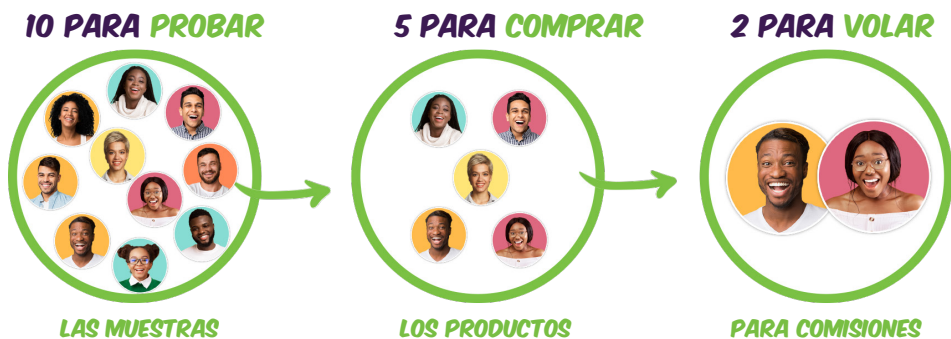 10 PARA PROBAR
LAS MUESTRAS
5 PARA COMPRAR
LOS PRODUCTOS
2 PARA VOLAR
PARA COMISIONES